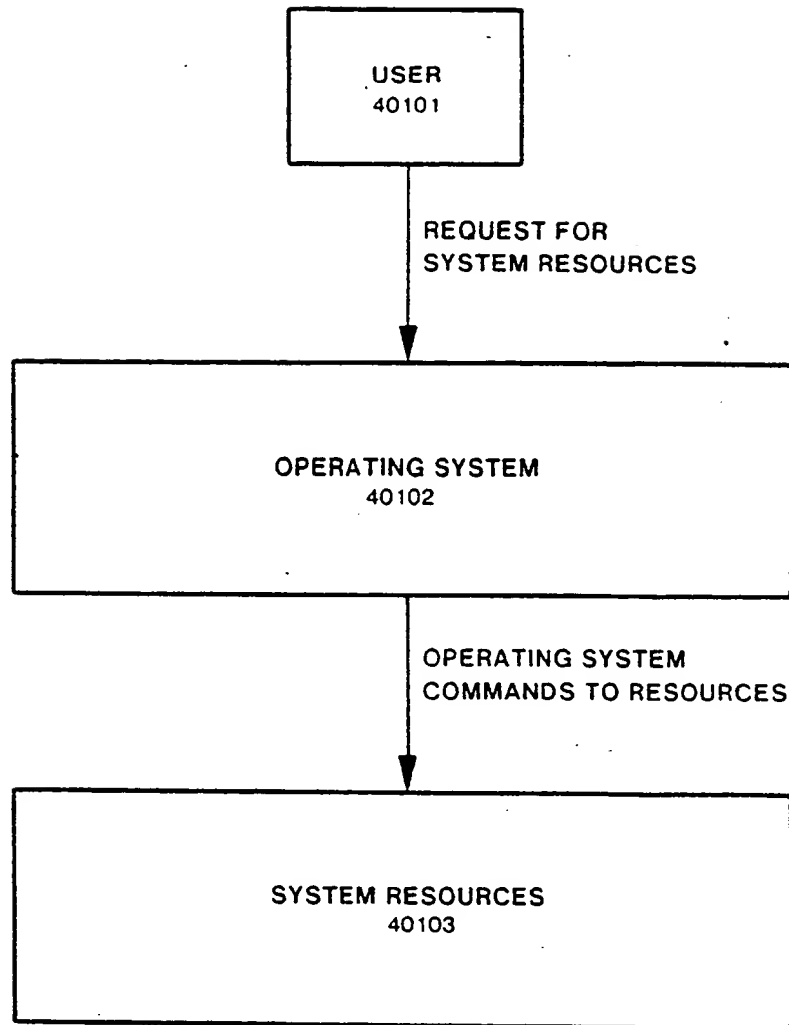 USER
40101
REQUEST FOR
SYSTEM RESOURCES
OPERATING SYSTEM
40102
OPERATING SYSTEM
COMMANDS TO RESOURCES
SYSTEM RESOURCES
40103